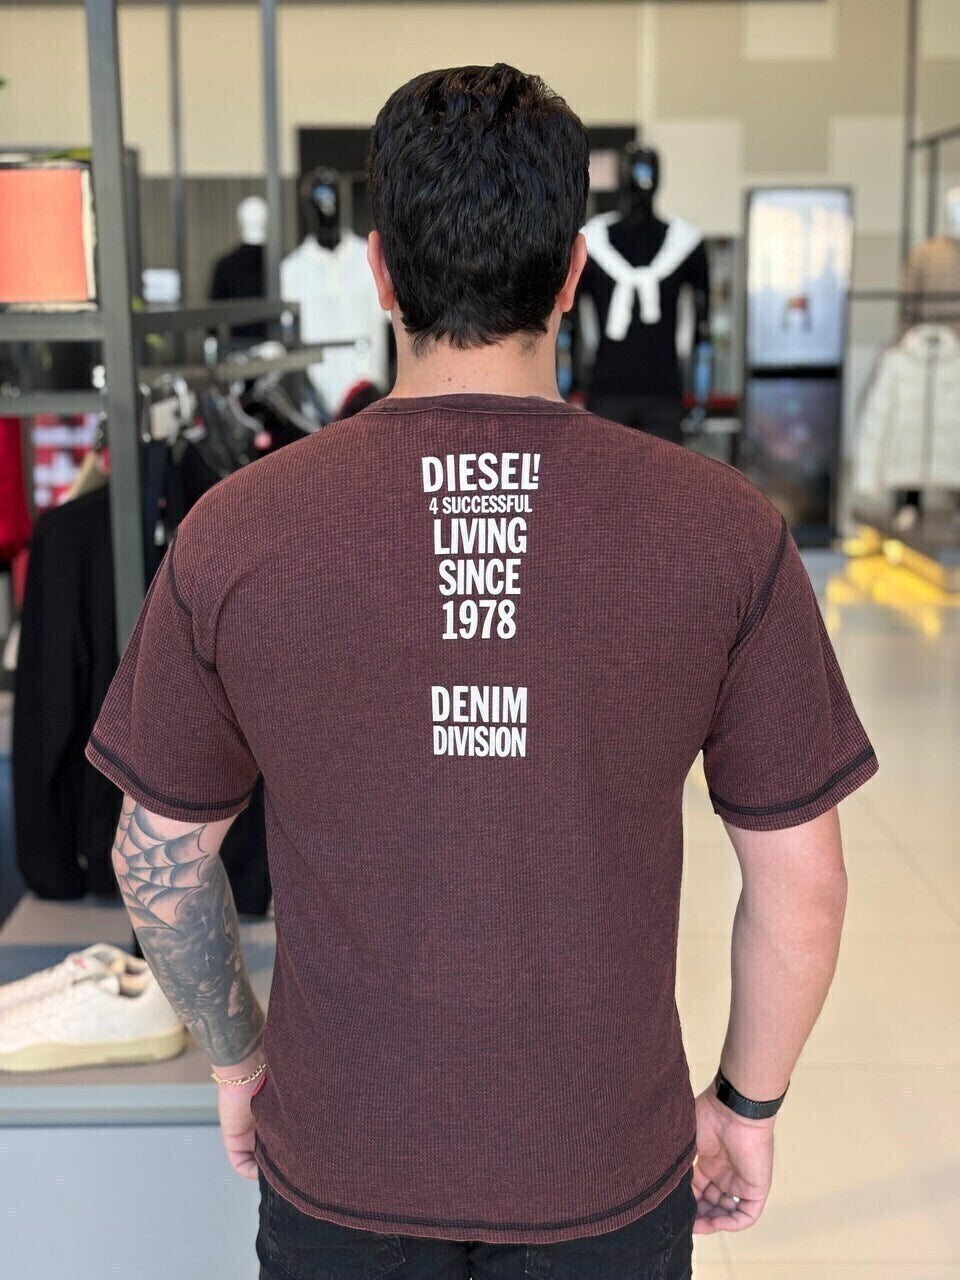 DIESEL!
4 SUCCESSFUL
LIVING
SINCE
1978
DENIM
DIVISION